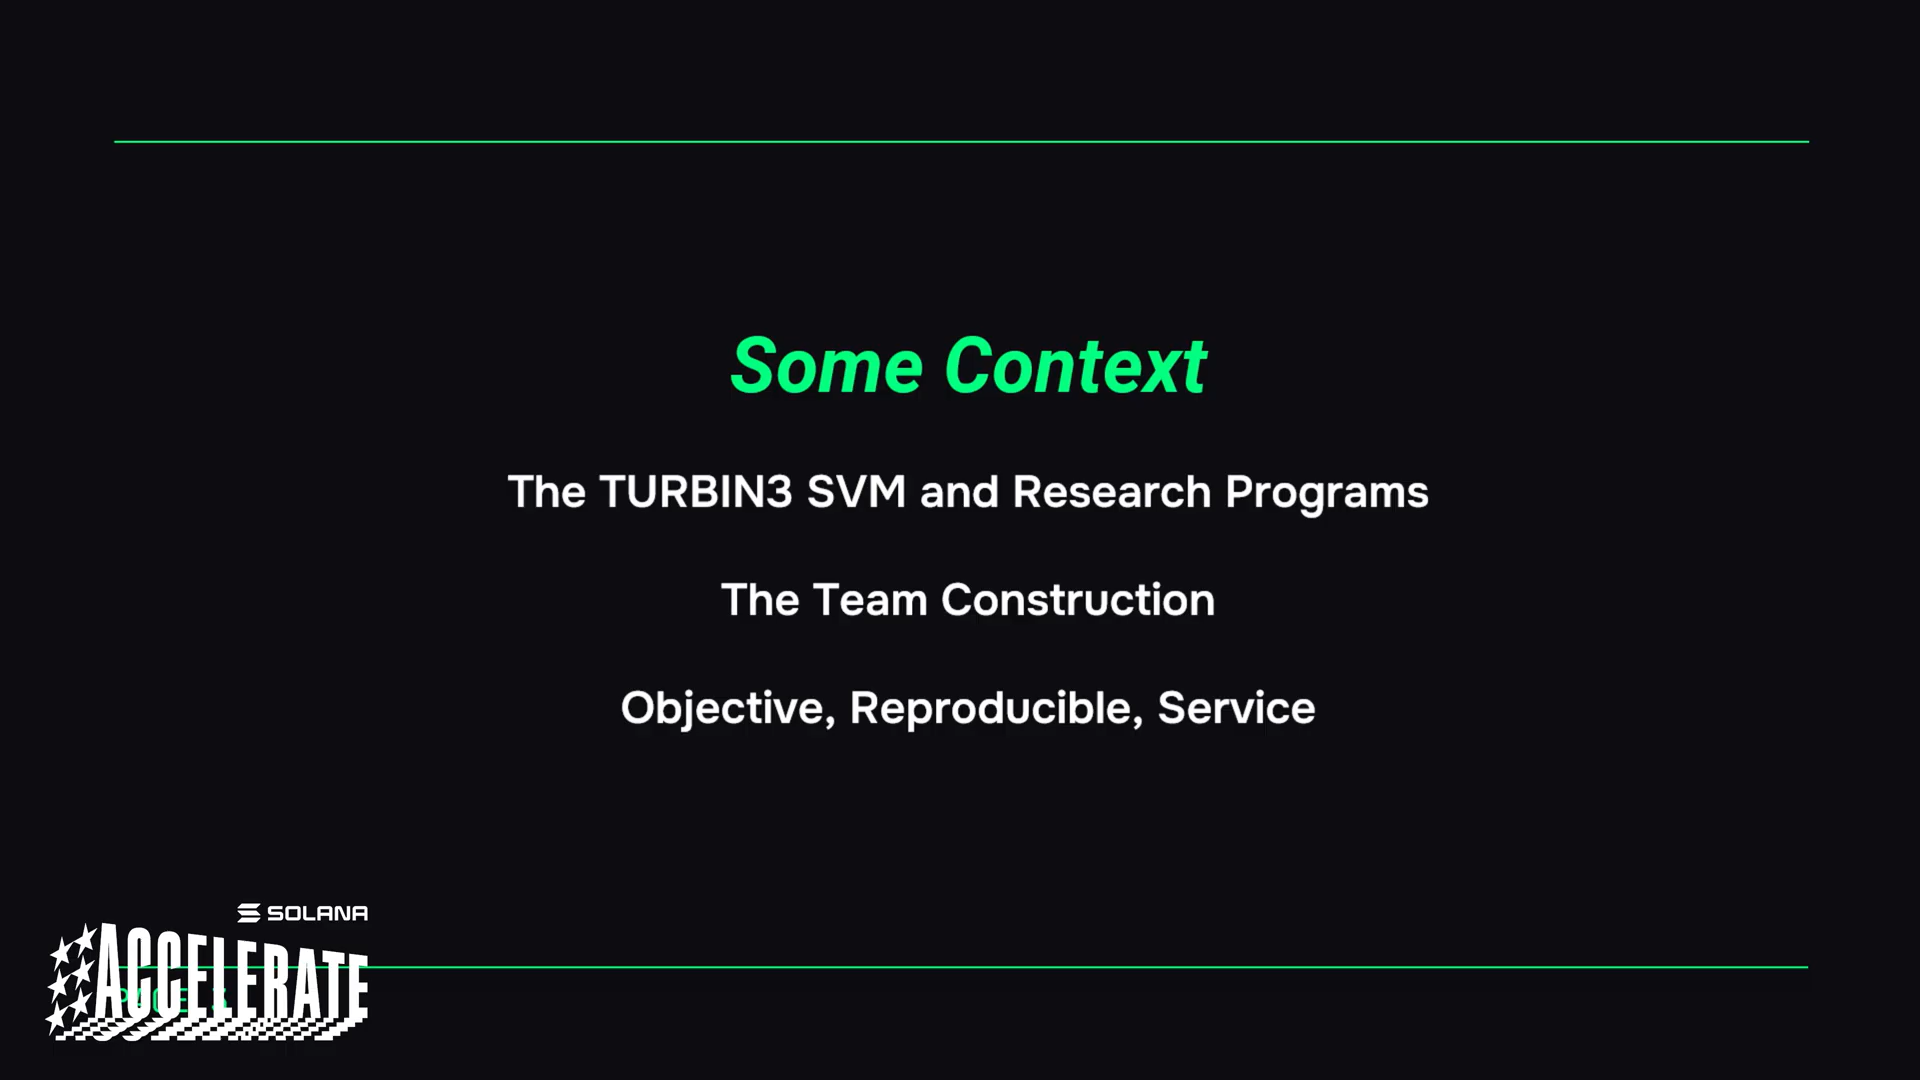 Some Context
The TURBIN3 SVM and Research Programs
The Team Construction
Objective, Reproducible, Service
SOLANA
ACCELERATE